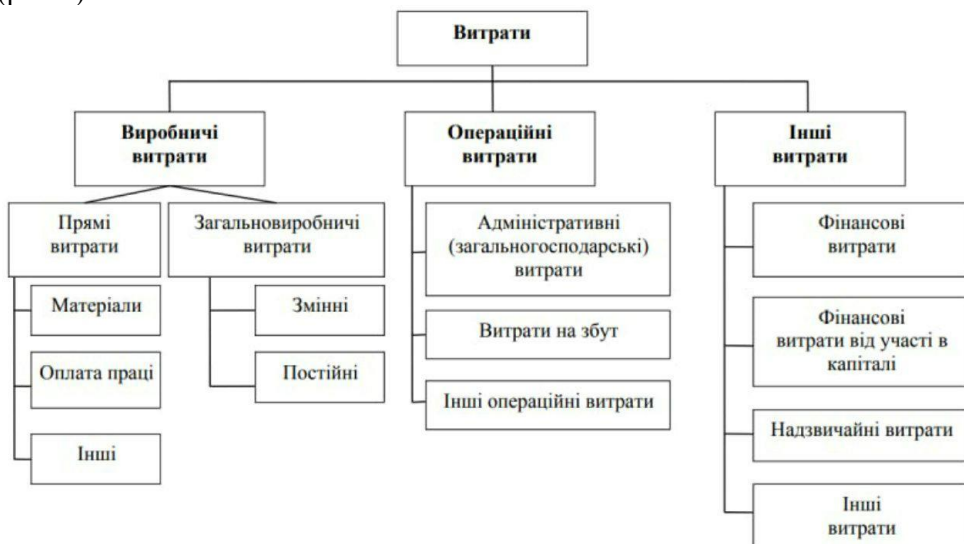 Витрати
Виробничі
витрати
Операційні
витрати
Інші
витрати
Прямі
витрати
Загальновиробничі
витрати
Матеріали
Оплата праці
Інші
Змінні
Постійні
Адміністративні
(загальногосподарські)
витрати
Витрати на збут
Інші операційні витрати
Фінансові
витрати
Фінансові
витрати від участі в
капіталі
Надзвичайні витрати
Інші
витрати